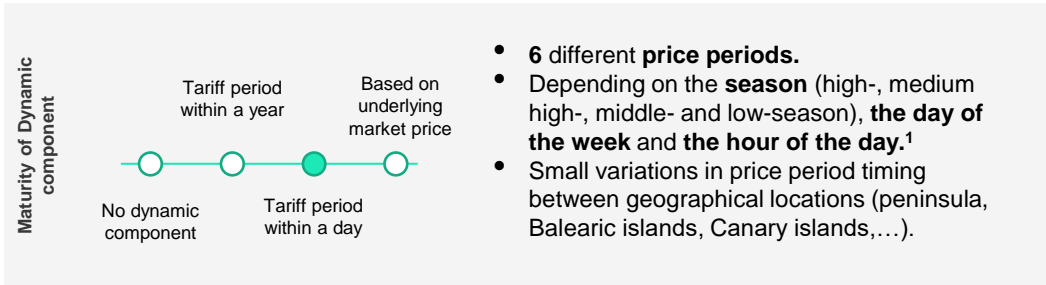 Maturity of Dynamic
component
Tariff period
within a year
Based on
underlying
market price
No dynamic
component
Tariff period
within a day
• 6 different price periods.
• Depending on the season (high-, medium
high-, middle- and low-season), the day of
the week and the hour of the day.¹
• Small variations in price period timing
between geographical locations (peninsula,
Balearic islands, Canary islands,…).